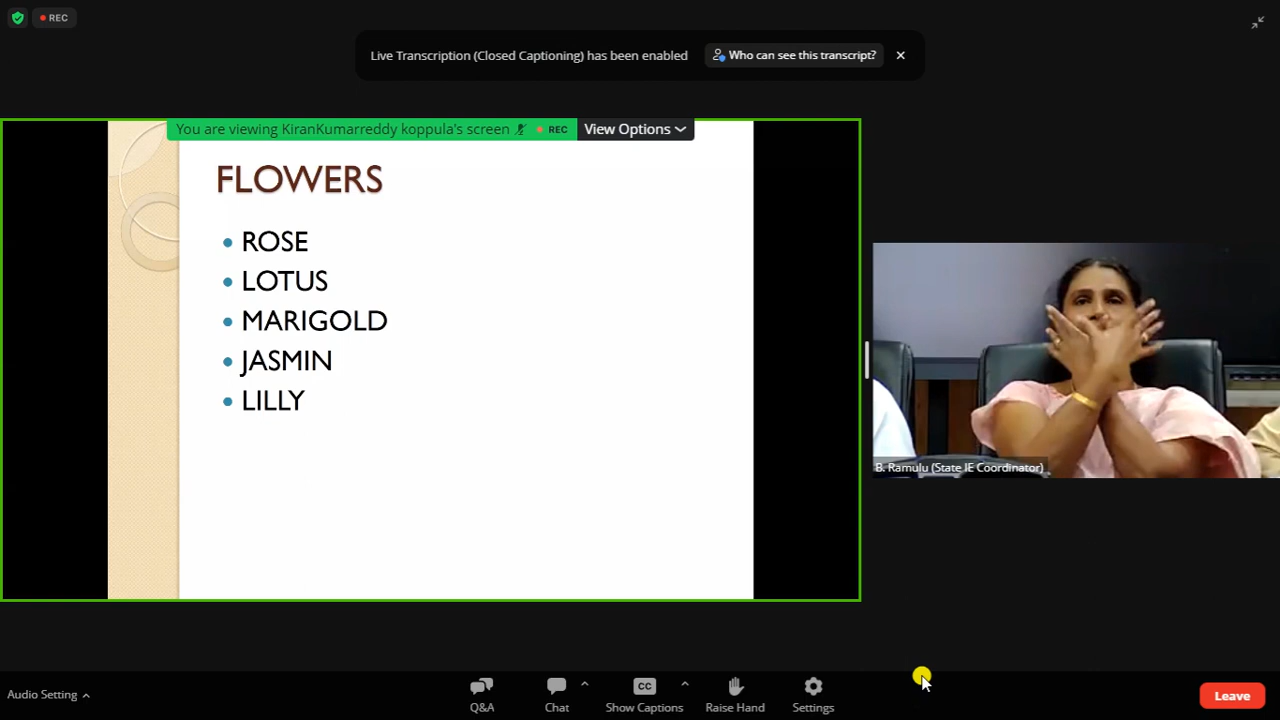 REC
Live Transcription (Closed Captioning) has been enabled
Who can see this transcript?
You are viewing KiranKumarreddy koppula's screen
REC
View Options
FLOWERS
• ROSE
• LOTUS
• MARIGOLD
• JASMIN
• LILLY
B. Ramulu (State IE Coordinator)
Audio Setting
Q&A
Chat
CC
Show Captions
Raise Hand
Settings
Leave